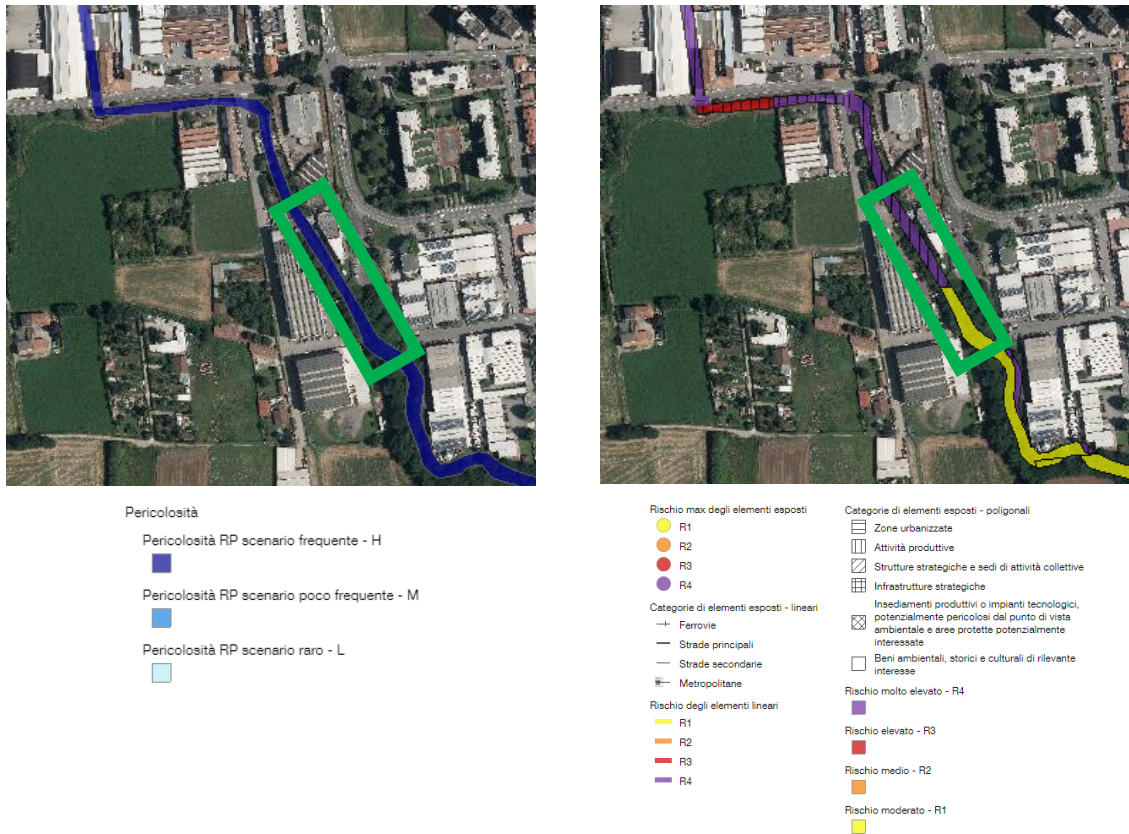 Pericolosità
Pericolosità RP scenario frequente - H
Pericolosità RP scenario poco frequente - M
Pericolosità RP scenario raro - L
Rischio max degli elementi esposti
R1
R2
R3
R4
Categorie di elementi esposti - lineari
Ferrovie
Strade principali
Strade secondarie
Metropolitane
Rischio degli elementi lineari
R1
R2
R3
R4
Categorie di elementi esposti - poligonali
Zone urbanizzate
Attività produttive
Strutture strategiche e sedi di attività collettive
Infrastrutture strategiche
Insediamenti produttivi o impianti tecnologici,
potenzialmente pericolosi dal punto di vista
ambientale e aree protette potenzialmente
interessate
Beni ambientali, storici e culturali di rilevante
interesse
Rischio molto elevato - R4
Rischio elevato - R3
Rischio medio - R2
Rischio moderato - R1